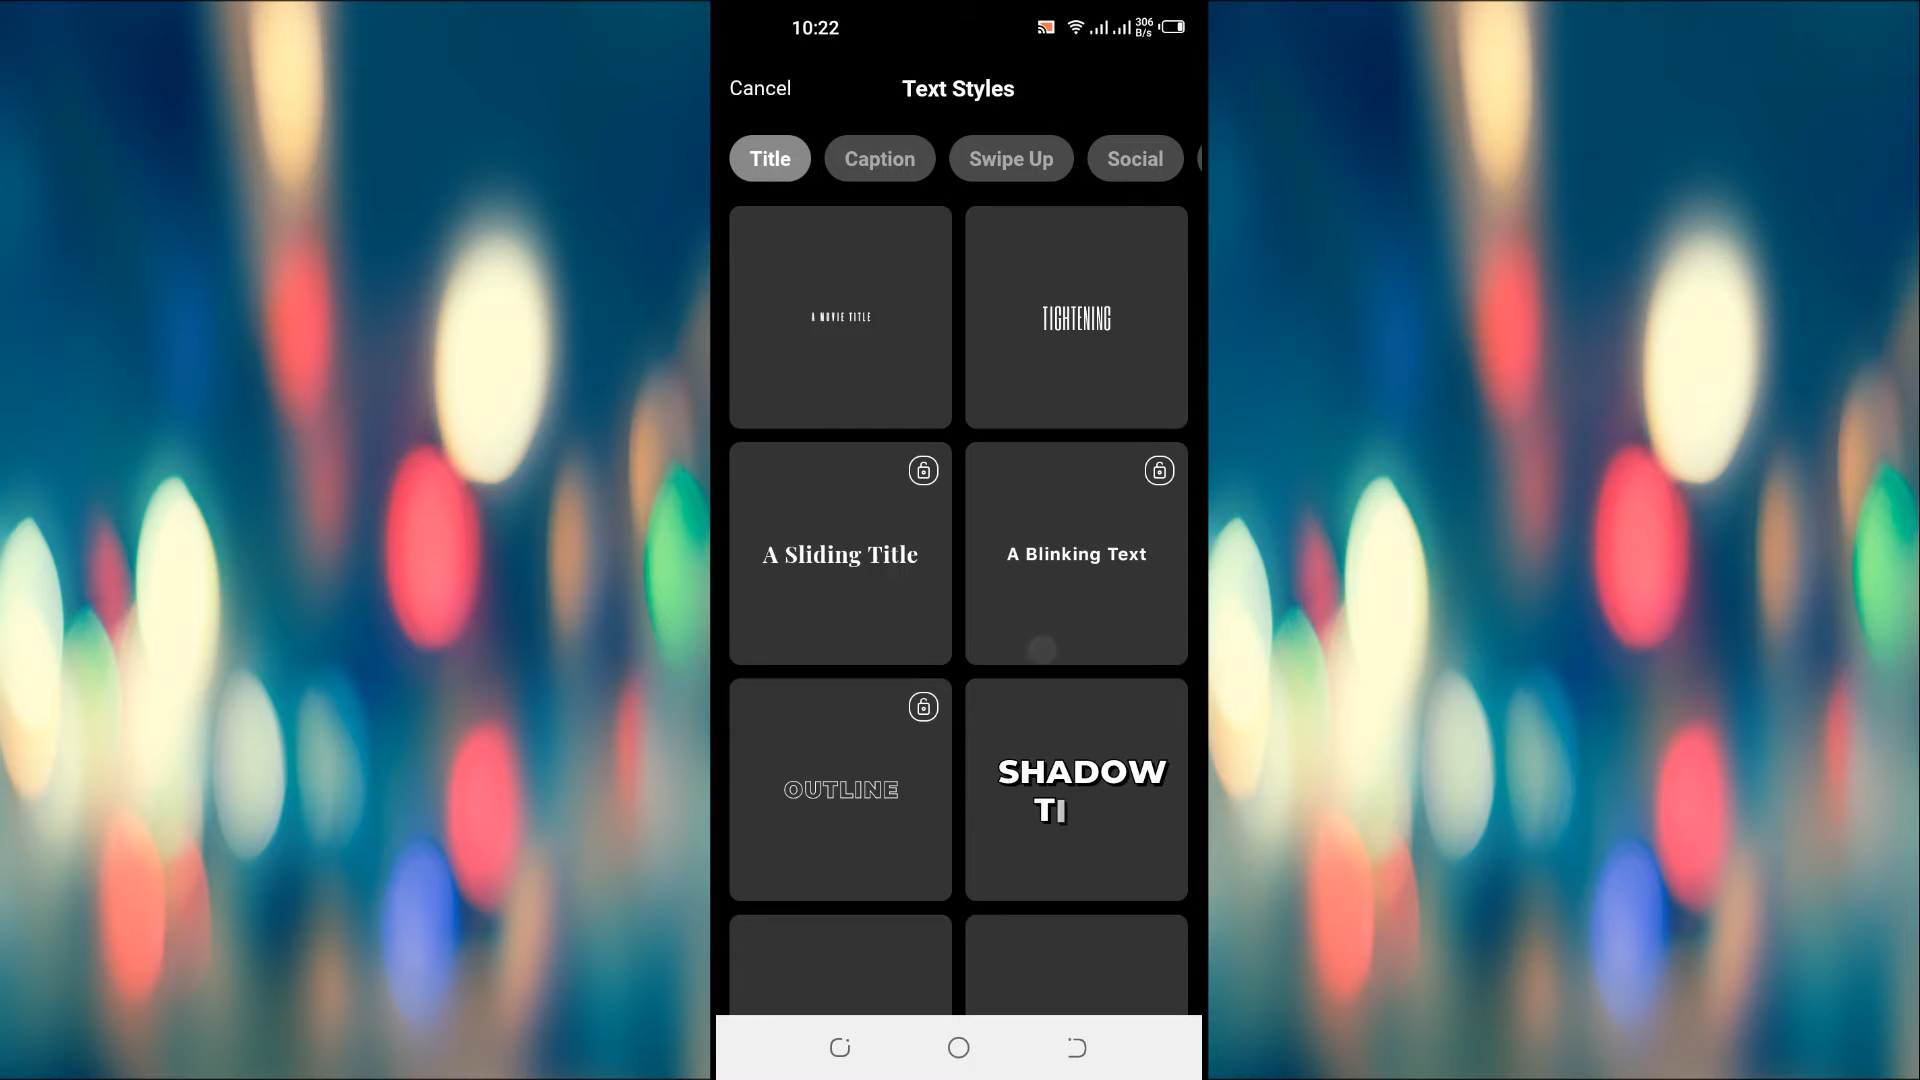 10:22
306
B/s
Cancel
Text Styles
Title
Caption
Swipe Up
Social
A MOVIE TITLE
TIGHTENING
A Sliding Title
A Blinking Text
OUTLINE
SHADOW
TI